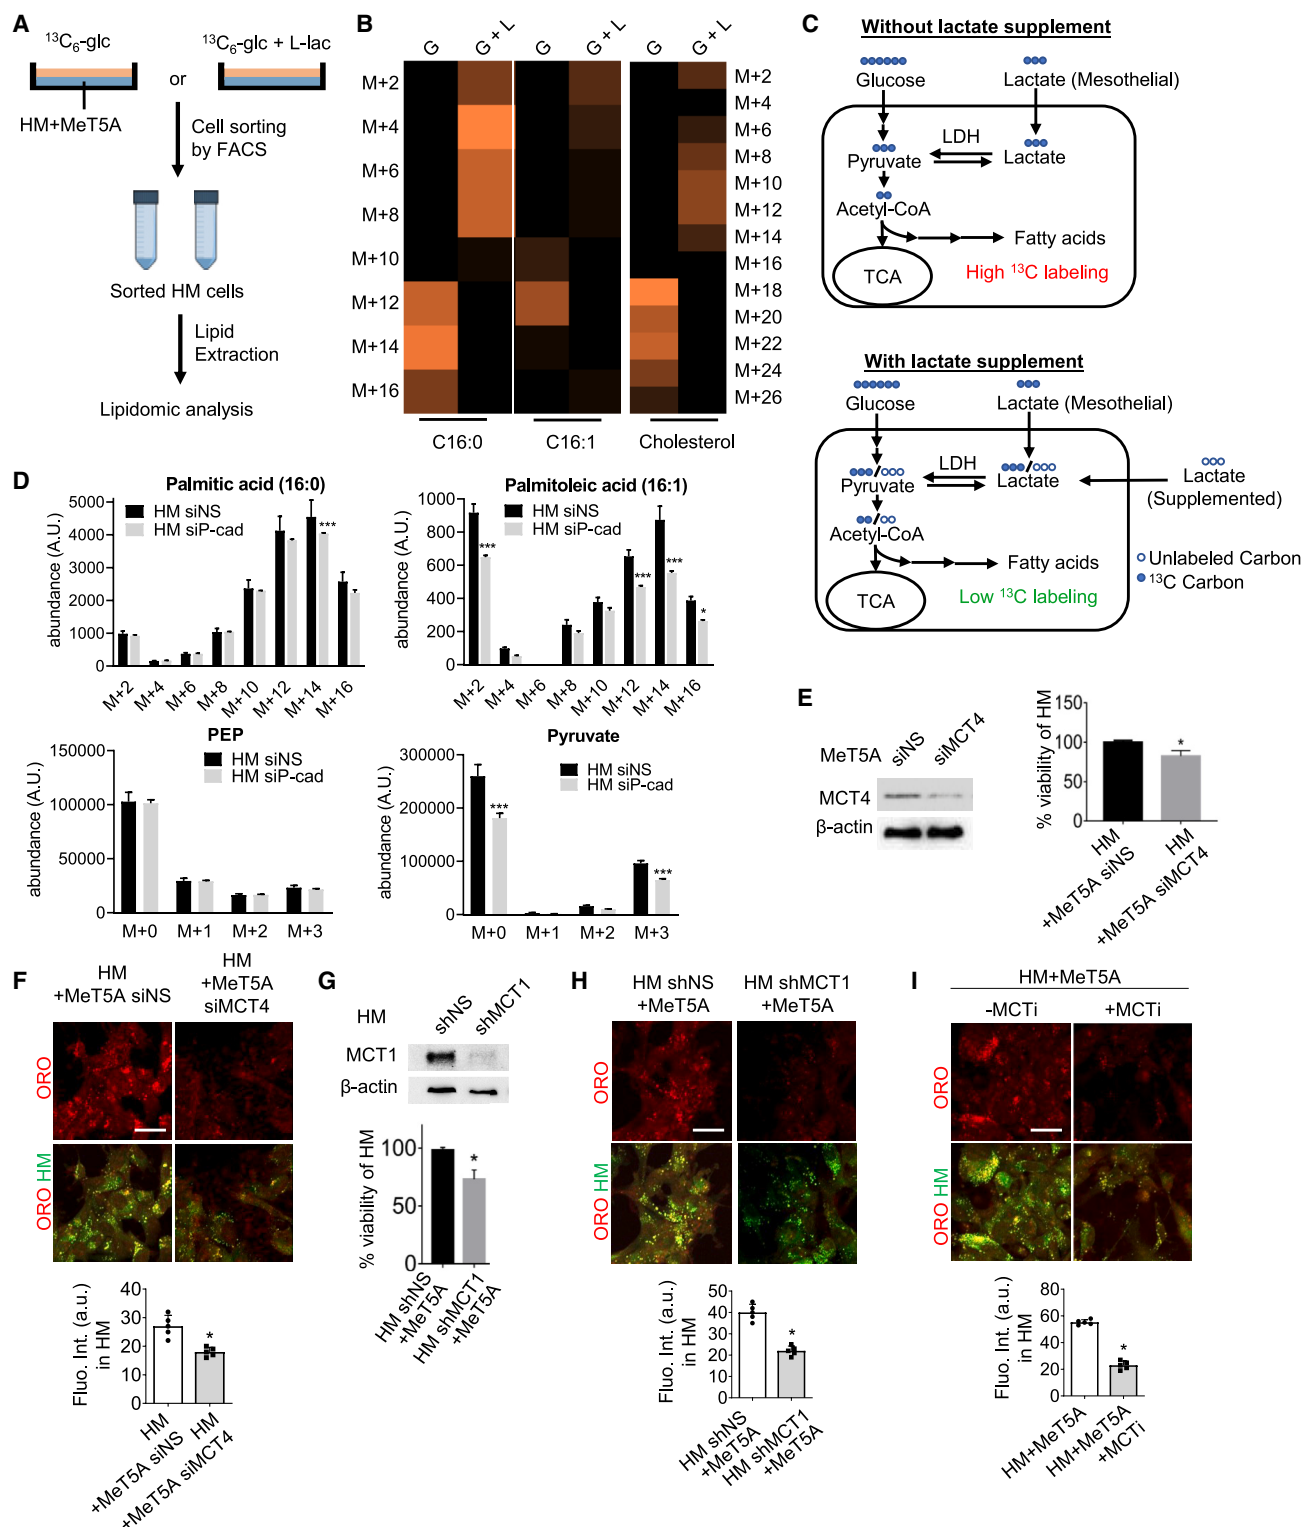 A
¹³C₆-glc
¹³C₆-glc + L-lac
or
HM+MeT5A
Cell sorting
by FACS
Sorted HM cells
Lipid
Extraction
Lipidomic analysis
B
G
G + L
G
G + L
G
G + L
M+2
M+4
M+6
M+8
M+10
M+12
M+14
M+16
M+2
M+4
M+6
M+8
M+10
M+12
M+14
M+16
M+18
M+20
M+22
M+24
M+26
C16:0
C16:1
Cholesterol
C
Without lactate supplement
Glucose
Lactate (Mesothelial)
LDH
Pyruvate
Lactate
Acetyl-CoA
Fatty acids
TCA
High ¹³C labeling
With lactate supplement
Glucose
Lactate (Mesothelial)
LDH
Pyruvate
Lactate
Lactate
(Supplemented)
Acetyl-CoA
Fatty acids
TCA
Low ¹³C labeling
Unlabeled Carbon
¹³C Carbon
D
Palmitic acid (16:0)
HM siNS
HM siP-cad
abundance (A.U.)
5000
4000
3000
2000
1000
0
***
M+2
M+4
M+6
M+8
M+10
M+12
M+14
M+16
Palmitoleic acid (16:1)
HM siNS
HM siP-cad
abundance (A.U.)
1000
800
600
400
200
0
***
***
***
*
M+2
M+4
M+6
M+8
M+10
M+12
M+14
M+16
PEP
HM siNS
HM siP-cad
abundance (A.U.)
150000
100000
50000
0
M+0
M+1
M+2
M+3
Pyruvate
HM siNS
HM siP-cad
abundance (A.U.)
300000
200000
100000
0
***
***
M+0
M+1
M+2
M+3
E
MeT5A
siNS
siMCT4
MCT4
β-actin
% viability of HM
150
100
50
0
*
HM
+MeT5A siNS
HM
+MeT5A siMCT4
F
HM
+MeT5A siNS
HM
+MeT5A
siMCT4
ORO
ORO HM
Fluo. Int. (a.u.)
in HM
40
30
20
10
0
*
HM
+MeT5A siNS
HM
+MeT5A siMCT4
G
HM
shNS
shMCT1
MCT1
β-actin
% viability of HM
100
50
0
*
HM shNS
+MeT5A
HM shMCT1
+MeT5A
H
HM shNS
+MeT5A
HM shMCT1
+MeT5A
ORO
ORO HM
Fluo. Int. (a.u.)
in HM
40
30
20
10
0
*
HM shNS
+MeT5A
HM shMCT1
+MeT5A
I
HM+MeT5A
-MCTi
+MCTi
ORO
ORO HM
Fluo. Int. (a.u.)
in HM
80
60
40
20
0
*
HM+MeT5A
HM+MeT5A
+MCTi